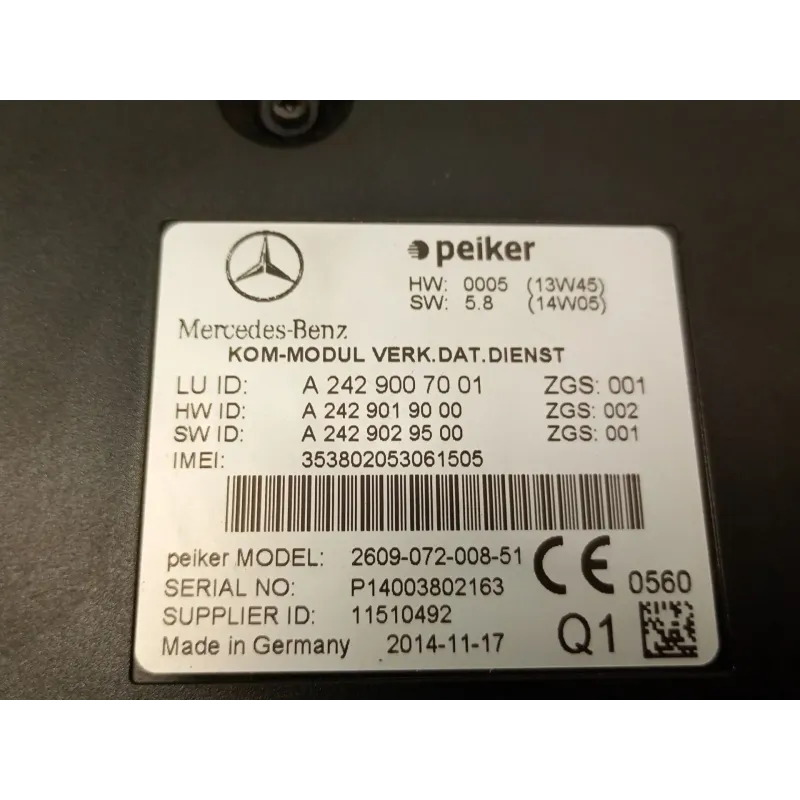 peiker
HW: 0005 (13W45)
SW: 5.8 (14W05)
Mercedes-Benz
KOM-MODUL VERK.DAT.DIENST
LU ID: A 242 900 70 01 ZGS: 001
HW ID: A 242 901 90 00 ZGS: 002
SW ID: A 242 902 95 00 ZGS: 001
IMEI: 353802053061505
peiker MODEL: 2609-072-008-51
CE 0560
SERIAL NO: P14003802163
SUPPLIER ID: 11510492
Made in Germany 2014-11-17
Q1